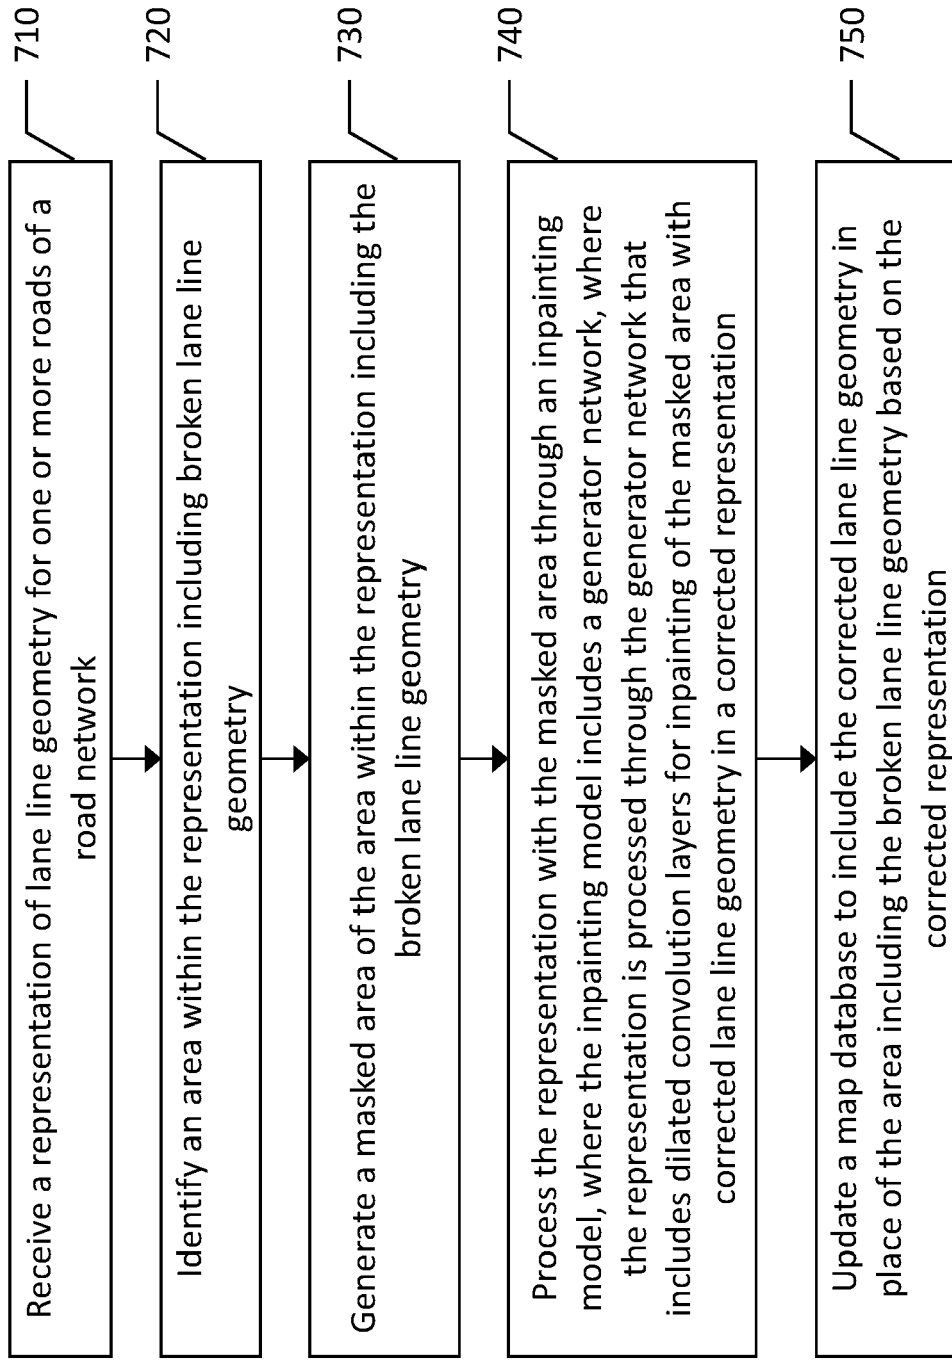 Receive a representation of lane line geometry for one or more roads of a
road network
710
Identify an area within the representation including broken lane line
geometry
720
Generate a masked area of the area within the representation including the
broken lane line geometry
730
Process the representation with the masked area through an inpainting
model, where the inpainting model includes a generator network, where
the representation is processed through the generator network that
includes dilated convolution layers for inpainting of the masked area with
corrected lane line geometry in a corrected representation
740
Update a map database to include the corrected lane line geometry in
place of the area including the broken lane line geometry based on the
corrected representation
750